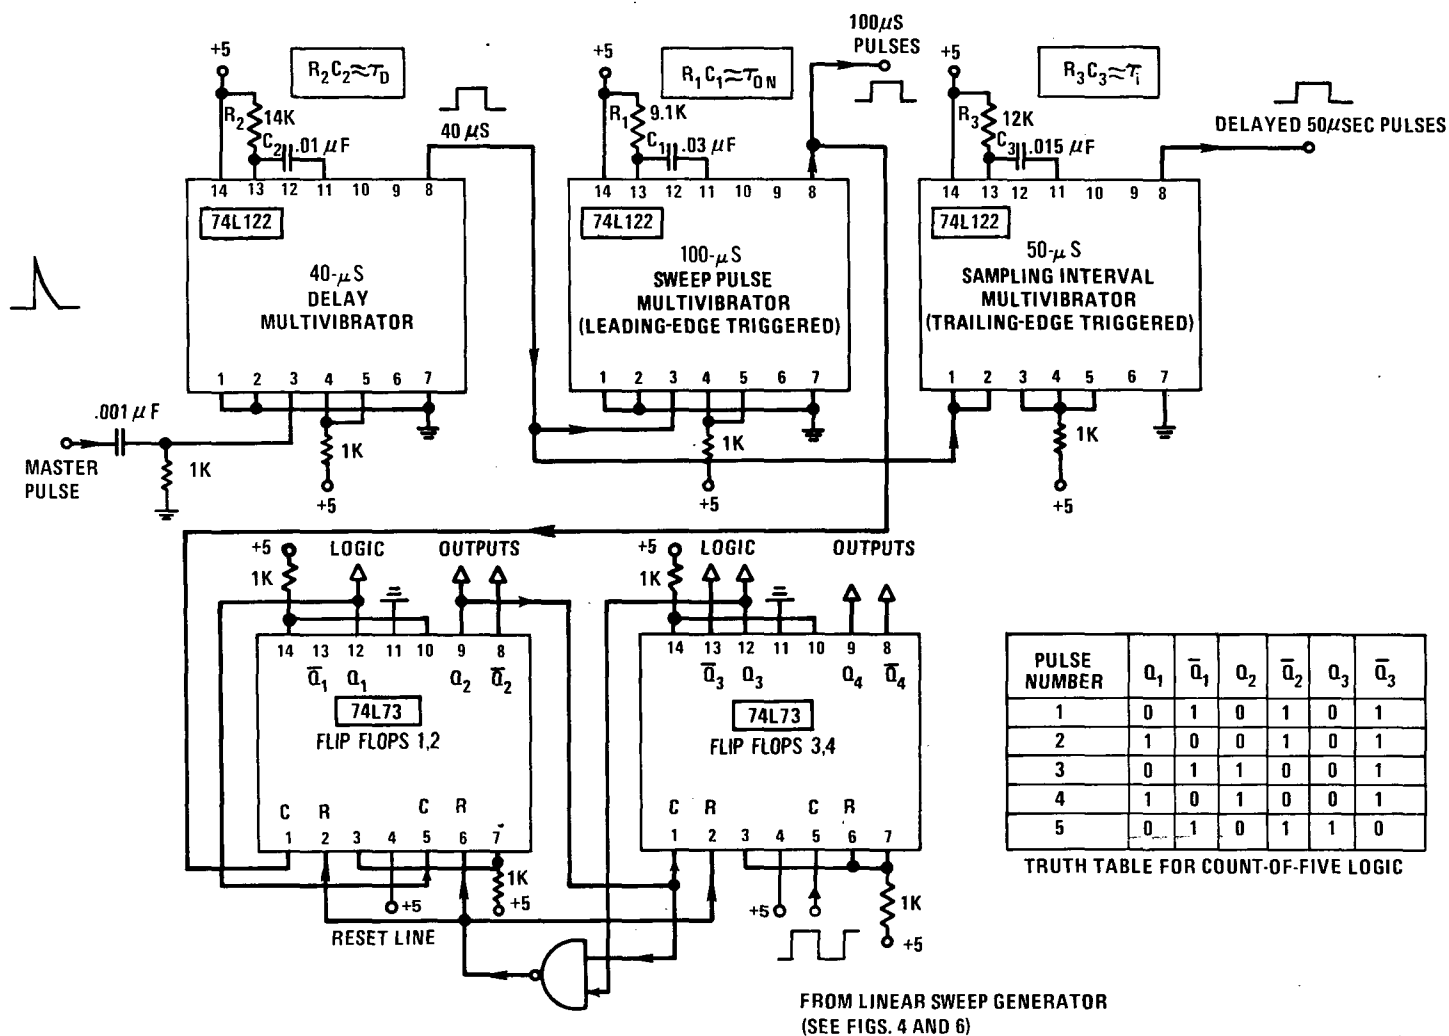 100μS
PULSES
+5
R2C2≈τD
R2
14K
C2
.01 μF
40 μS
14 13 12 11 10 9 8
74L122
40-μS
DELAY
MULTIVIBRATOR
1 2 3 4 5 6 7
.001 μF
MASTER
PULSE
1K
1K
+5
+5
R1C1≈τON
R1
9.1K
C1
.03 μF
14 13 12 11 10 9 8
74L122
100-μS
SWEEP PULSE
MULTIVIBRATOR
(LEADING-EDGE TRIGGERED)
1 2 3 4 5 6 7
1K
+5
+5
R3C3≈τi
R3
12K
C3
.015 μF
DELAYED 50μSEC PULSES
14 13 12 11 10 9 8
74L122
50-μS
SAMPLING INTERVAL
MULTIVIBRATOR
(TRAILING-EDGE TRIGGERED)
1 2 3 4 5 6 7
1K
+5
+5
LOGIC OUTPUTS
1K
14 13 12 11 10 9 8
Q̅1 Q1 Q2 Q̅2
74L73
FLIP FLOPS 1,2
C R C R
1 2 3 4 5 6 7
+5
1K
+5
RESET LINE
+5
LOGIC OUTPUTS
1K
14 13 12 11 10 9 8
Q̅3 Q3 Q4 Q̅4
74L73
FLIP FLOPS 3,4
C R C R
1 2 3 4 5 6 7
+5
1K
+5
FROM LINEAR SWEEP GENERATOR
(SEE FIGS. 4 AND 6)
PULSE NUMBER Q1 Q̅1 Q2 Q̅2 Q3 Q̅3
1 0 1 0 1 0 1
2 1 0 0 1 0 1
3 0 1 1 0 0 1
4 1 0 1 0 0 1
5 0 1 0 1 1 0
TRUTH TABLE FOR COUNT-OF-FIVE LOGIC